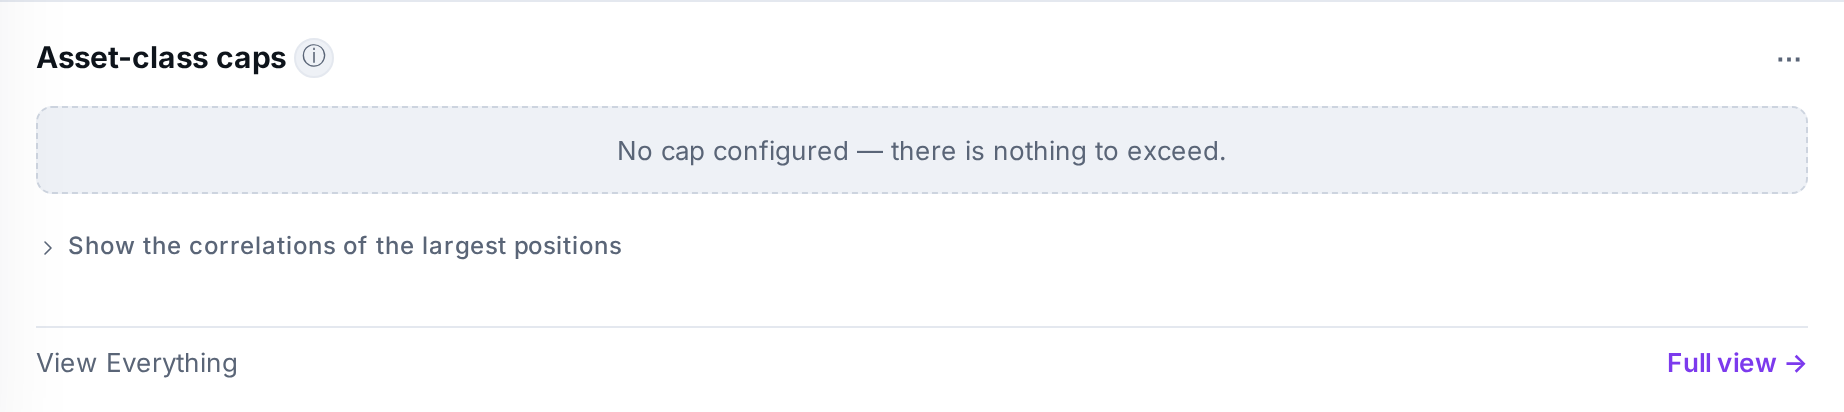 Asset-class caps ⓘ
...
No cap configured — there is nothing to exceed.
> Show the correlations of the largest positions
View Everything
Full view →